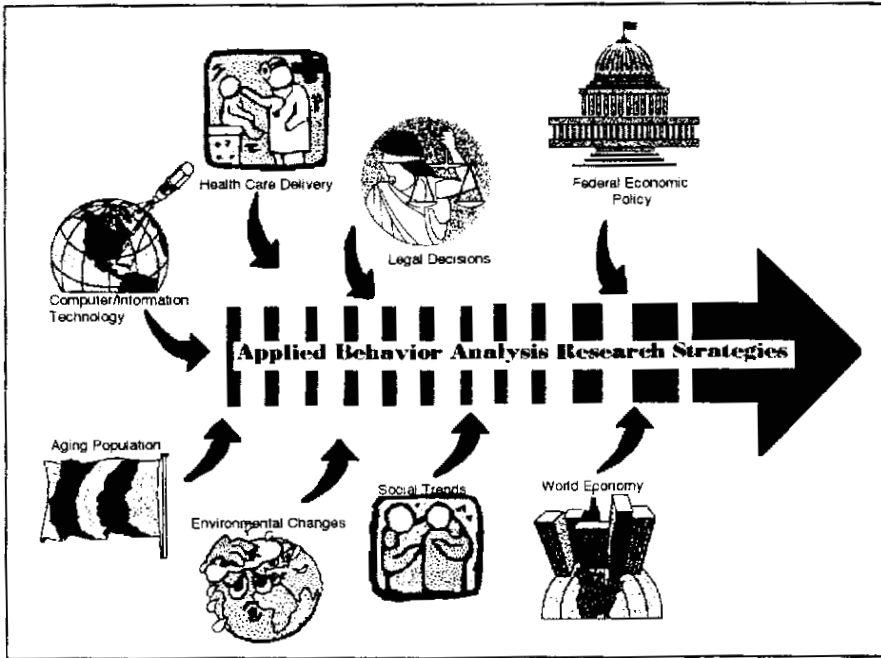 Health Care Delivery
Federal Economic
Policy
Legal Decisions
Computer/Information
Technology
Applied Behavior Analysis Research Strategies
Aging Population
Social Trends
World Economy
Environmental Changes